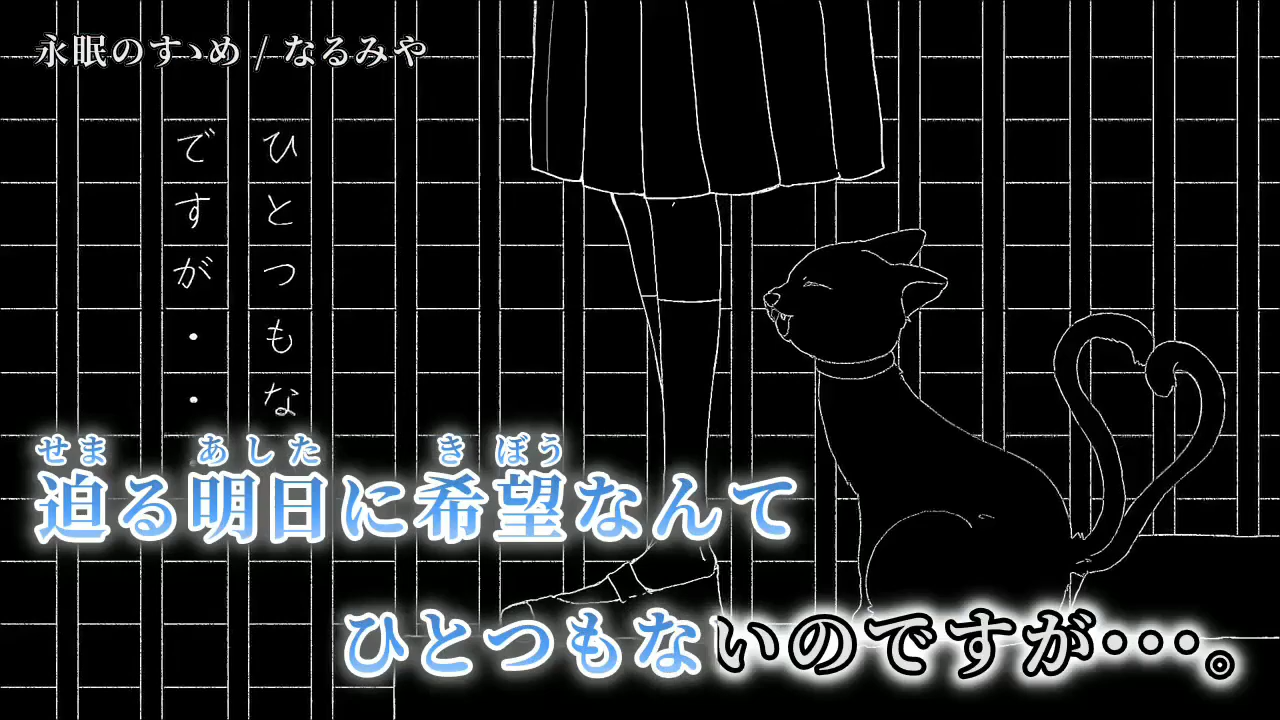 永眠のすゝめ / なるみや
ひとつもな
ですが・・
せま あした き ぼう
迫る明日に希望なんて
ひとつもないのですが・・・。